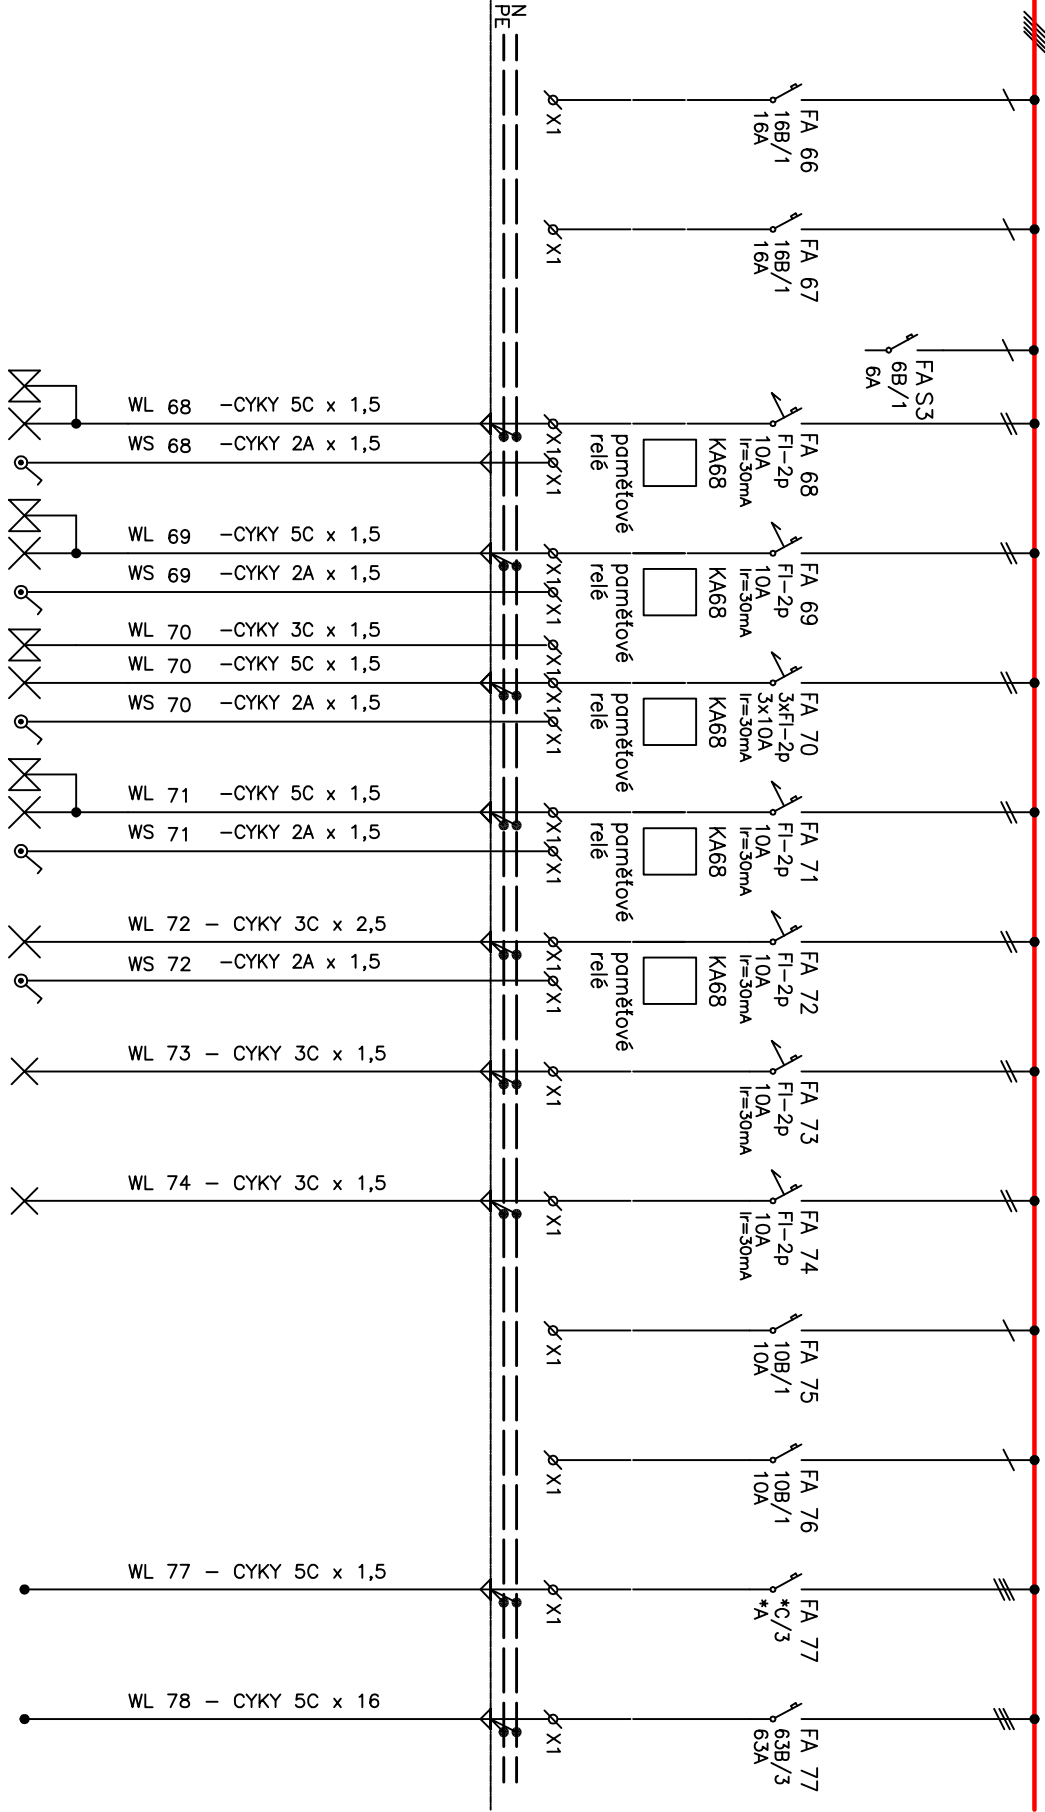 N
PE
FA 66
16B/1
16A
X1
FA 67
16B/1
16A
X1
FA S3
6B/1
6A
FA 68
FI-2p
10A
Ir=30mA
KA68
paměťové
relé
X1
X1
WL 68 -CYKY 5C x 1,5
WS 68 -CYKY 2A x 1,5
FA 69
FI-2p
10A
Ir=30mA
KA68
paměťové
relé
X1
X1
WL 69 -CYKY 5C x 1,5
WS 69 -CYKY 2A x 1,5
FA 70
3xFI-2p
3x10A
Ir=30mA
KA68
paměťové
relé
X1
X1
X1
WL 70 -CYKY 3C x 1,5
WL 70 -CYKY 5C x 1,5
WS 70 -CYKY 2A x 1,5
FA 71
FI-2p
10A
Ir=30mA
KA68
paměťové
relé
X1
X1
WL 71 -CYKY 5C x 1,5
WS 71 -CYKY 2A x 1,5
FA 72
FI-2p
10A
Ir=30mA
KA68
paměťové
relé
X1
X1
WL 72 - CYKY 3C x 2,5
WS 72 -CYKY 2A x 1,5
FA 73
FI-2p
10A
Ir=30mA
X1
WL 73 - CYKY 3C x 1,5
FA 74
FI-2p
10A
Ir=30mA
X1
WL 74 - CYKY 3C x 1,5
FA 75
10B/1
10A
X1
FA 76
10B/1
10A
X1
FA 77
*C/3
*A
X1
WL 77 - CYKY 5C x 1,5
FA 77
63B/3
63A
X1
WL 78 - CYKY 5C x 16